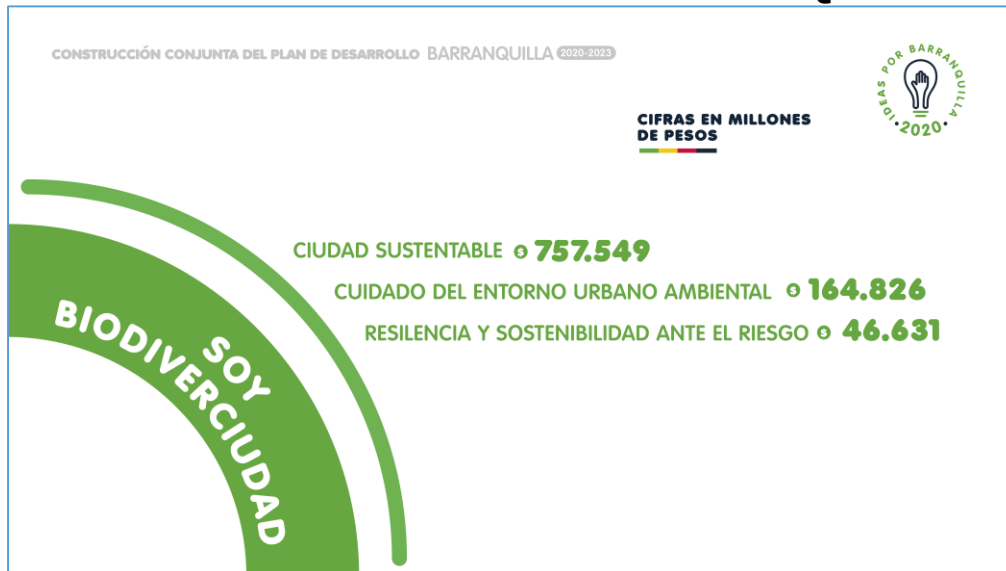 CONSTRUCCIÓN CONJUNTA DEL PLAN DE DESARROLLO BARRANQUILLA 2020-2023
IDEAS POR BARRANQUILLA
•2020•
CIFRAS EN MILLONES
DE PESOS
CIUDAD SUSTENTABLE $ 757.549
CUIDADO DEL ENTORNO URBANO AMBIENTAL $ 164.826
RESILENCIA Y SOSTENIBILIDAD ANTE EL RIESGO $ 46.631
SOY
BIODIVERCIUDAD